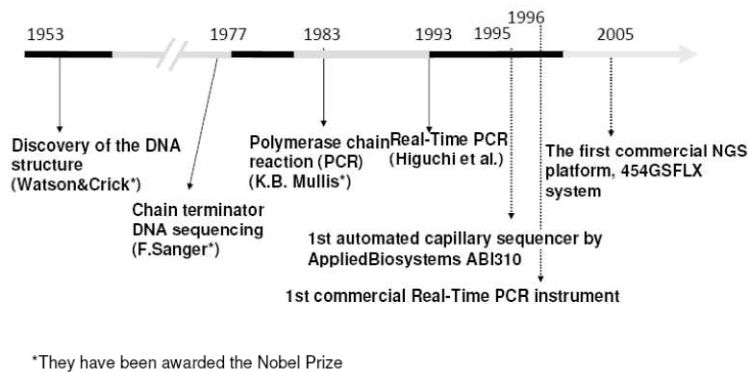 1953
1977
1983
1993
1995
1996
2005
Discovery of the DNA
structure
(Watson&Crick*)
Chain terminator
DNA sequencing
(F.Sanger*)
Polymerase chain
reaction (PCR)
(K.B. Mullis*)
Real-Time PCR
(Higuchi et al.)
1st automated capillary sequencer by
AppliedBiosystems ABI310
1st commercial Real-Time PCR instrument
The first commercial NGS
platform, 454GSFLX
system
*They have been awarded the Nobel Prize